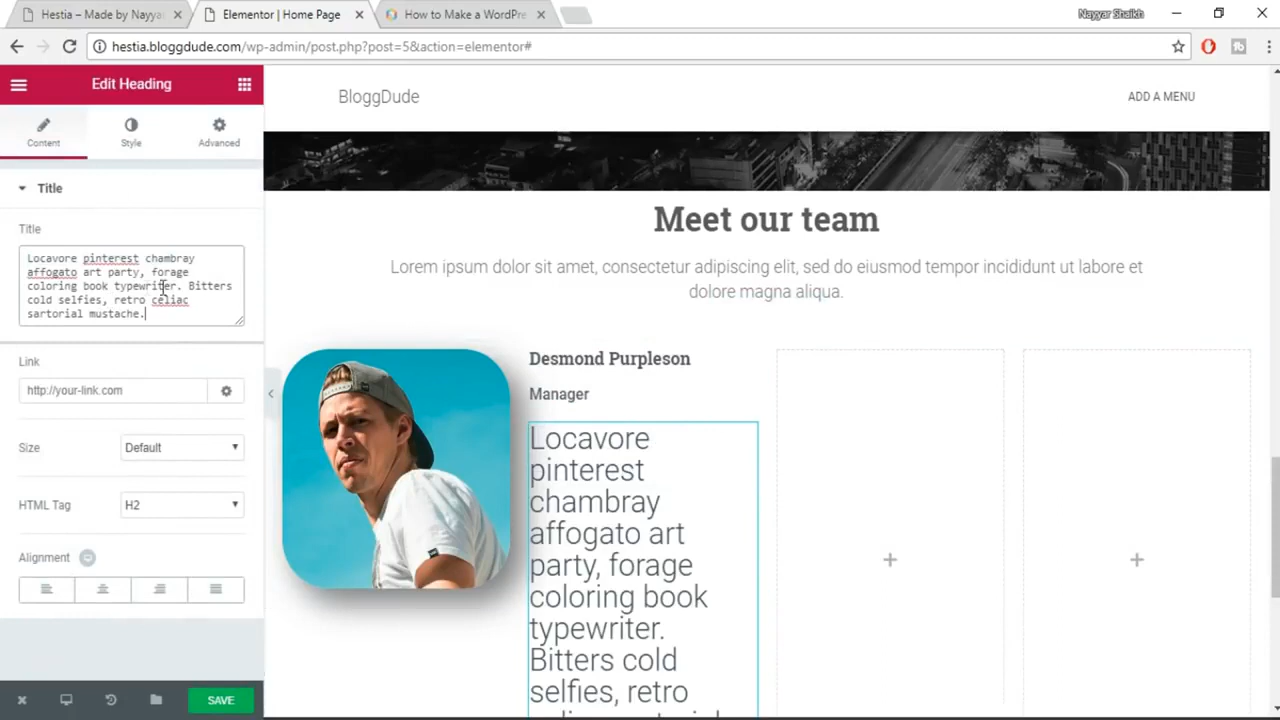 Hestia – Made by Nayya
Elementor | Home Page
How to Make a WordPre
Nayyar Shaikh
hestia.bloggdude.com/wp-admin/post.php?post=5&action=elementor#
Edit Heading
Content
Style
Advanced
Title
Title
Locavore pinterest chambray
affogato art party, forage
coloring book typewriter. Bitters
cold selfies, retro celiac
sartorial mustache.
Link
http://your-link.com
Size
Default
HTML Tag
H2
Alignment
SAVE
BloggDude
ADD A MENU
Meet our team
Lorem ipsum dolor sit amet, consectetur adipiscing elit, sed do eiusmod tempor incididunt ut labore et
dolore magna aliqua.
Desmond Purpleson
Manager
Locavore
pinterest
chambray
affogato art
party, forage
coloring book
typewriter.
Bitters cold
selfies, retro